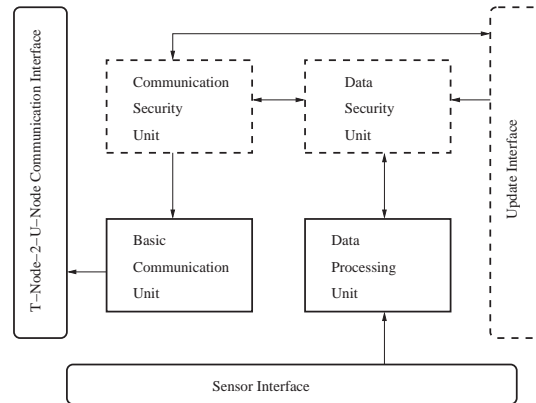 T−Node−2−U−Node Communication Interface
Communication
Security
Unit
Data
Security
Unit
Update Interface
Basic
Communication
Unit
Data
Processing
Unit
Sensor Interface